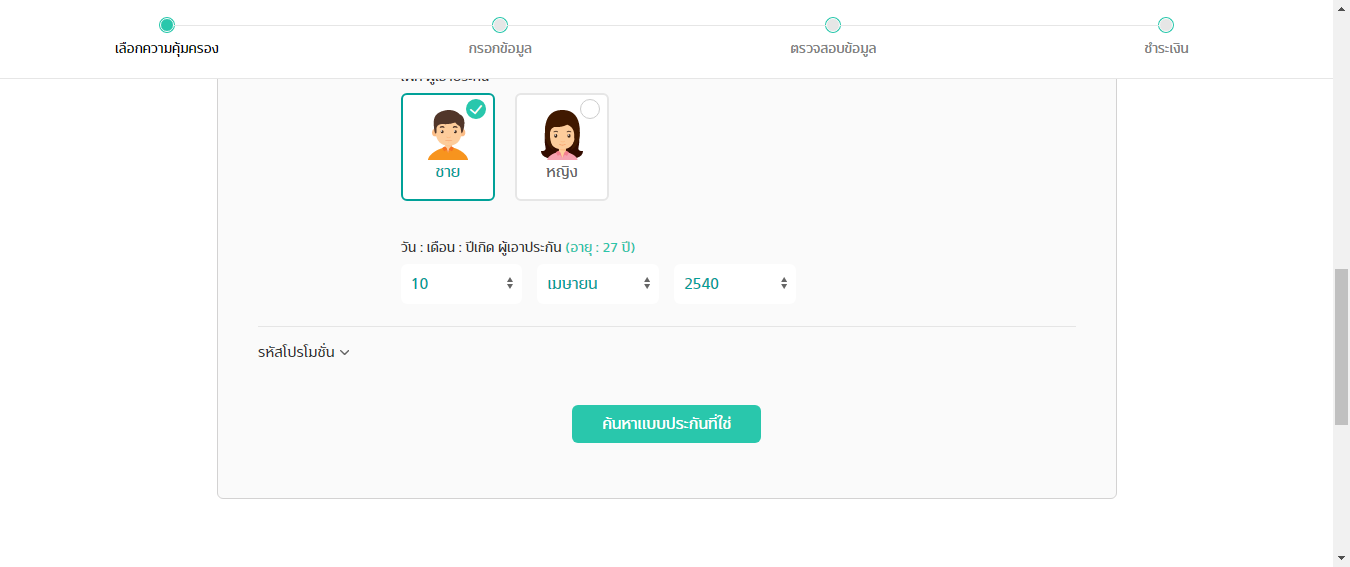 เลือกความคุ้มครอง
กรอกข้อมูล
ตรวจสอบข้อมูล
ชำระเงิน
ชาย
หญิง
วัน : เดือน : ปีเกิด ผู้เอาประกัน (อายุ : 27 ปี)
10
เมษายน
2540
รหัสโปรโมชั่น
ค้นหาแบบประกันที่ใช่